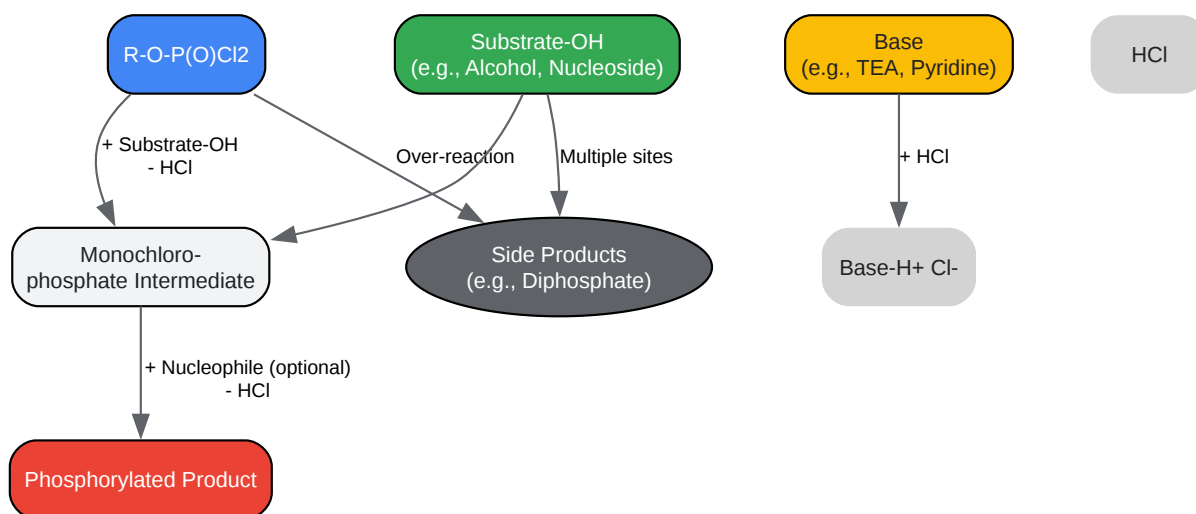 R-O-P(O)Cl2
Substrate-OH
(e.g., Alcohol, Nucleoside)
Base
(e.g., TEA, Pyridine)
HCl
+ Substrate-OH
- HCl
Over-reaction
Multiple sites
+ HCl
Monochloro-
phosphate Intermediate
Side Products
(e.g., Diphosphate)
Base-H+ Cl-
+ Nucleophile (optional)
- HCl
Phosphorylated Product